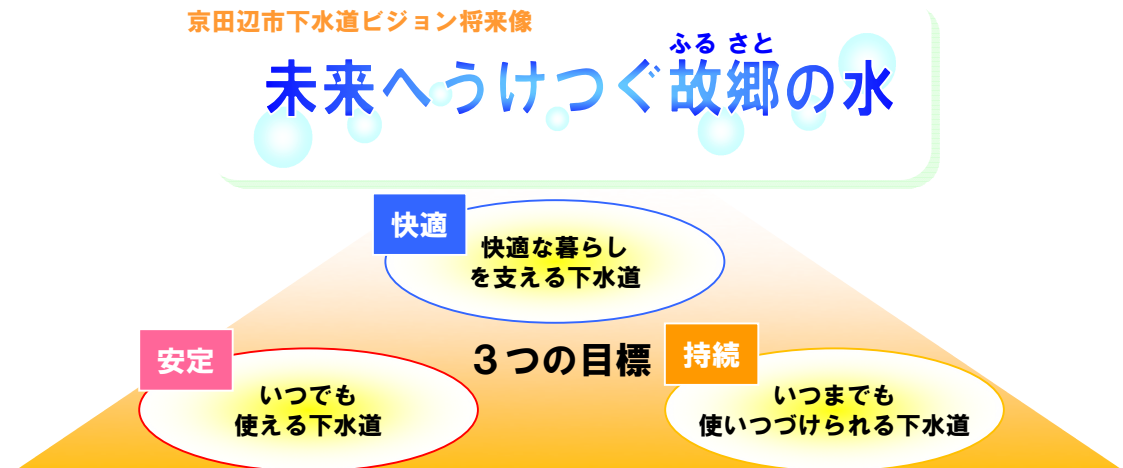 京田辺市下水道ビジョン将来像
ふるさと
未来へうけつぐ故郷の水
快適
快適な暮らし
を支える下水道
3つの目標
安定
いつでも
使える下水道
持続
いつまでも
使いつづけられる下水道